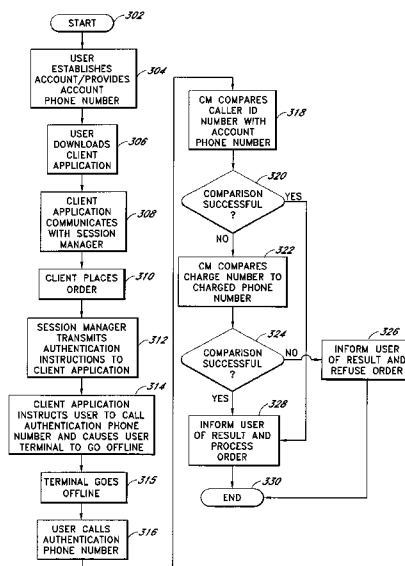 START
302
USER
ESTABLISHES
ACCOUNT/PROVIDES
ACCOUNT
PHONE NUMBER
304
USER
DOWNLOADS
CLIENT
APPLICATION
306
CLIENT
APPLICATION
COMMUNICATES
WITH SESSION
MANAGER
308
CLIENT PLACES
ORDER
310
SESSION MANAGER
TRANSMITS
AUTHENTICATION
INSTRUCTIONS TO
CLIENT APPLICATION
312
CLIENT APPLICATION
INSTRUCTS USER TO CALL
AUTHENTICATION PHONE
NUMBER AND CAUSES USER
TERMINAL TO GO OFFLINE
314
TERMINAL GOES
OFFLINE
315
USER CALLS
AUTHENTICATION
PHONE NUMBER
316
CM COMPARES
CALLER ID
NUMBER WITH
ACCOUNT
PHONE NUMBER
318
COMPARISON
SUCCESSFUL
?
320
YES
NO
CM COMPARES
CHARGE NUMBER TO
CHARGED PHONE
NUMBER
322
COMPARISON
SUCCESSFUL
?
324
NO
YES
INFORM USER
OF RESULT AND
REFUSE ORDER
326
INFORM USER
OF RESULT AND
PROCESS
ORDER
328
END
330